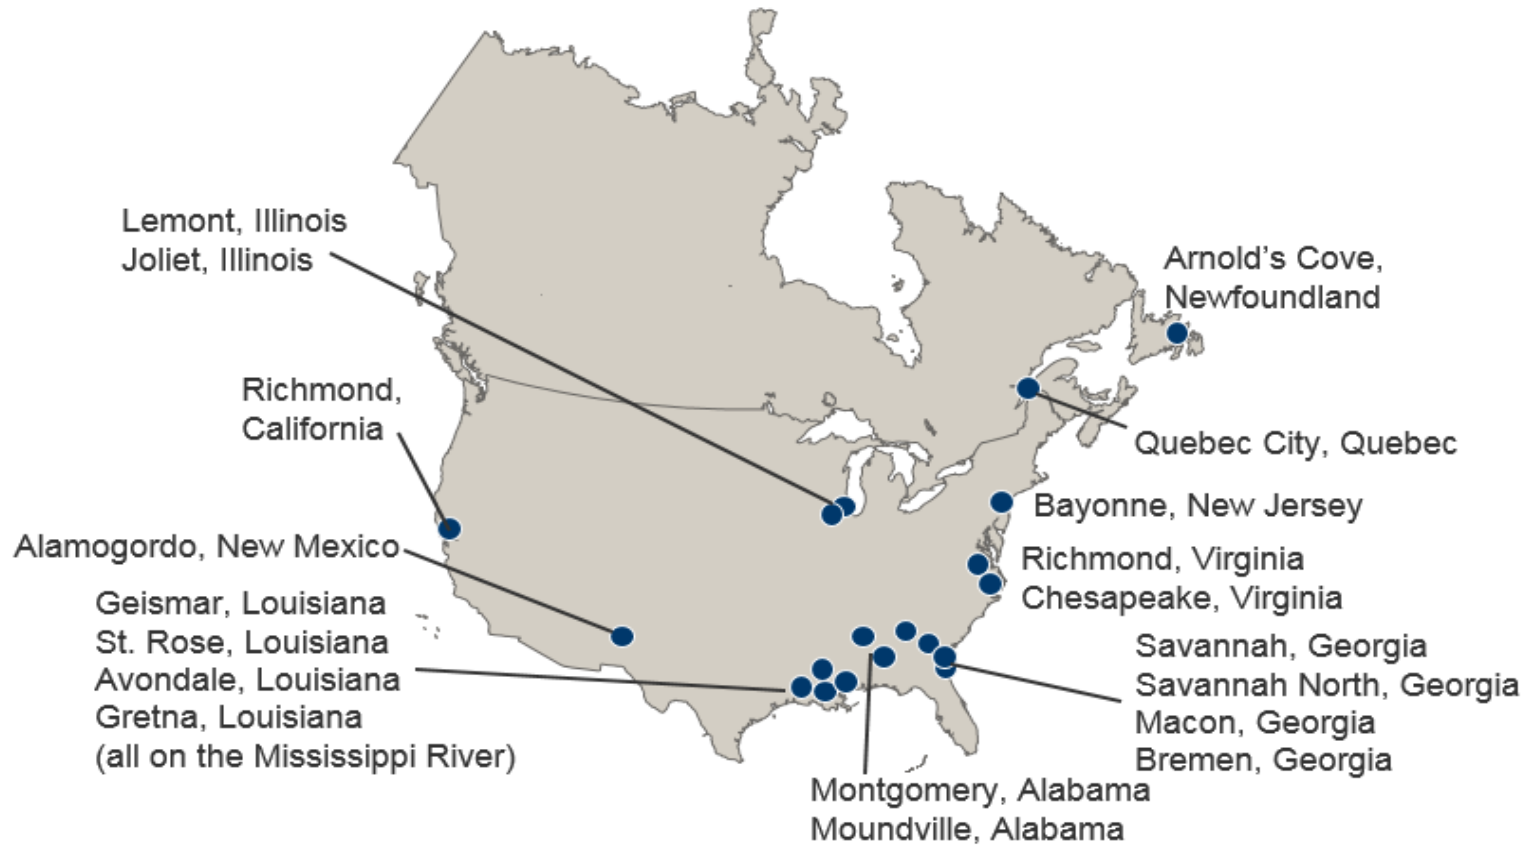 Lemont, Illinois
Joliet, Illinois
Arnold's Cove,
Newfoundland
Richmond,
California
Quebec City, Quebec
Bayonne, New Jersey
Alamogordo, New Mexico
Richmond, Virginia
Chesapeake, Virginia
Geismar, Louisiana
St. Rose, Louisiana
Avondale, Louisiana
Gretna, Louisiana
(all on the Mississippi River)
Savannah, Georgia
Savannah North, Georgia
Macon, Georgia
Bremen, Georgia
Montgomery, Alabama
Moundville, Alabama